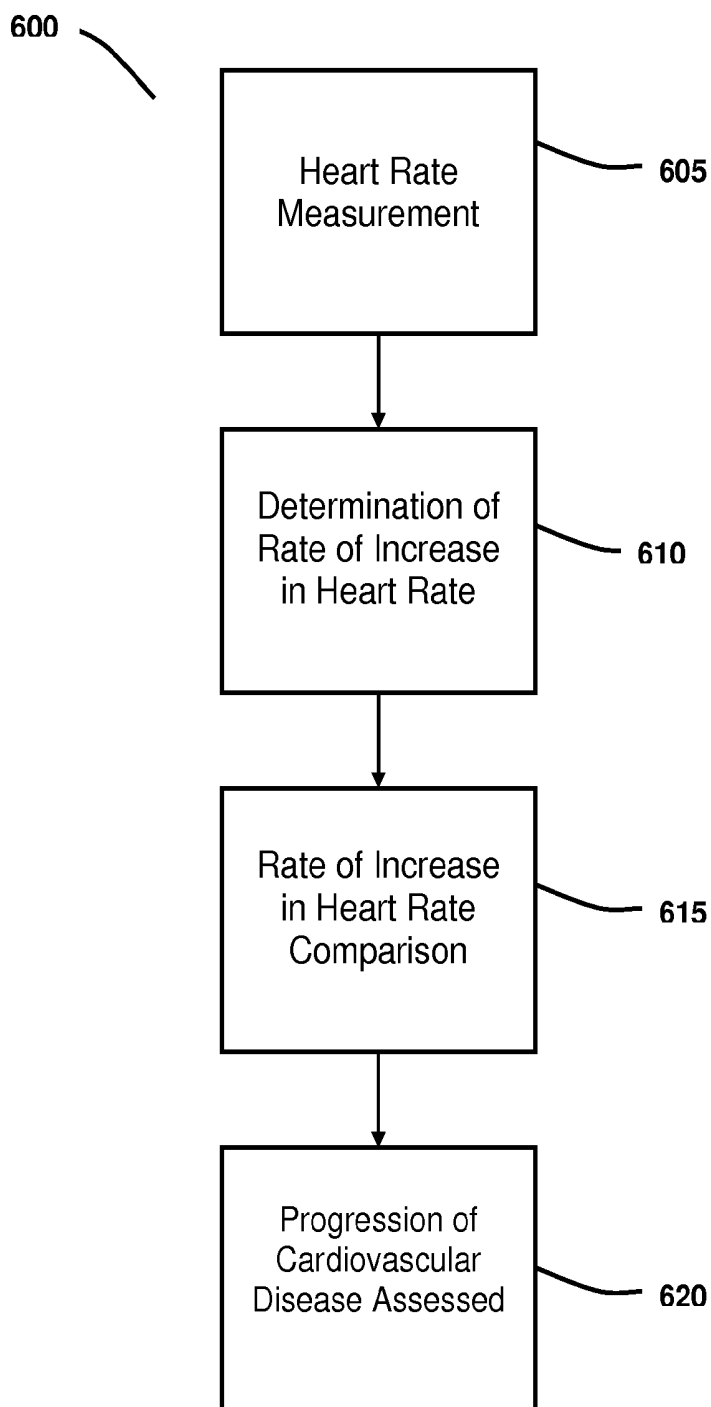 600
Heart Rate
Measurement
605
Determination of
Rate of Increase
in Heart Rate
610
Rate of Increase
in Heart Rate
Comparison
615
Progression of
Cardiovascular
Disease Assessed
620